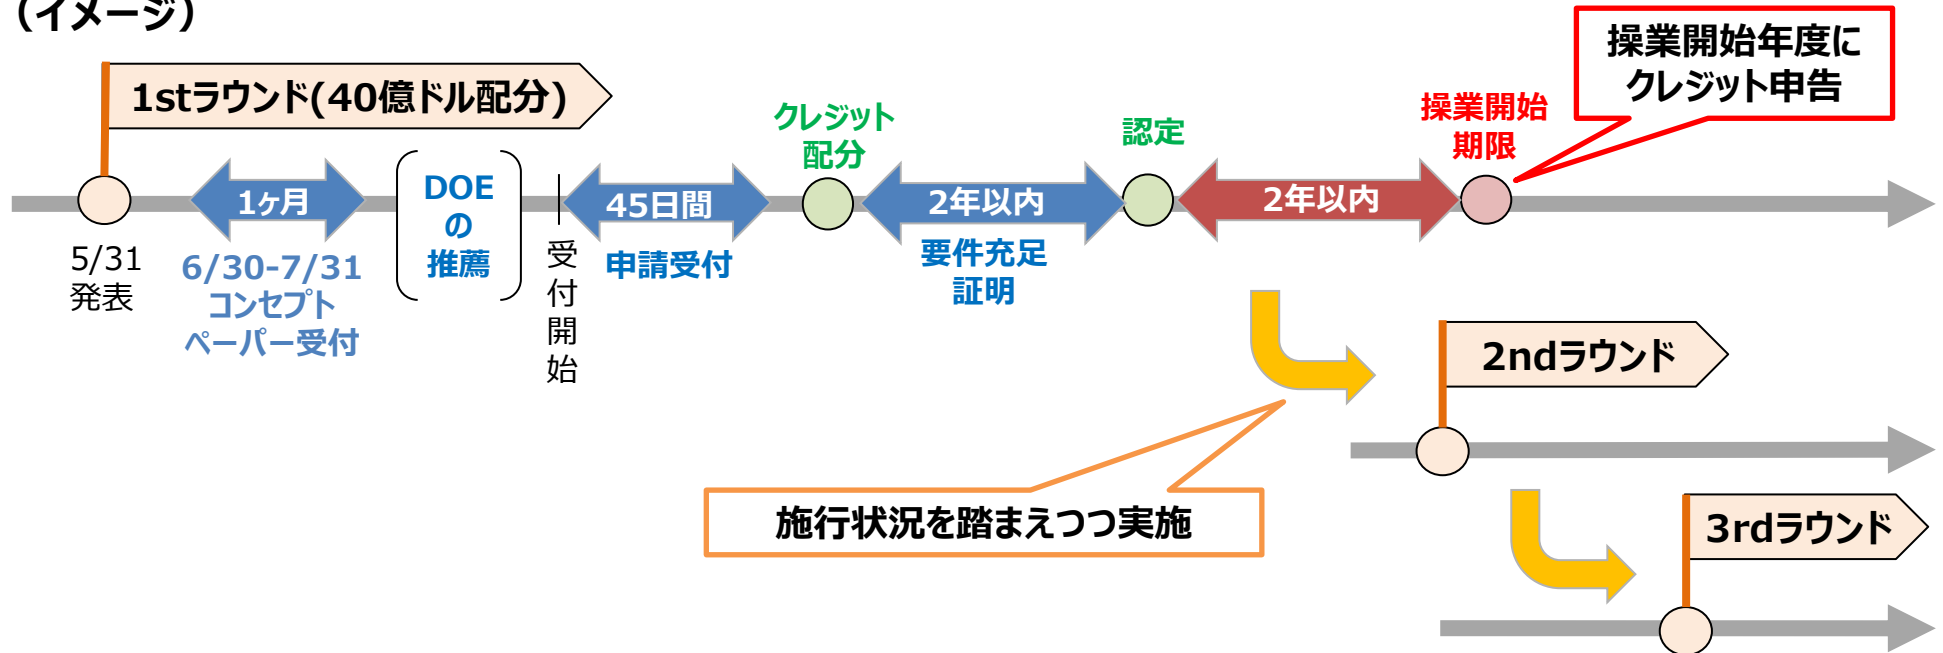 （イメージ）
1stラウンド(40億ドル配分)
操業開始年度に
クレジット申告
クレジット
配分
認定
操業開始
期限
1ヶ月
DOE
の
推薦
45日間
2年以内
2年以内
5/31
発表
6/30-7/31
コンセプト
ペーパー受付
受付開始
申請受付
要件充足
証明
2ndラウンド
施行状況を踏まえつつ実施
3rdラウンド